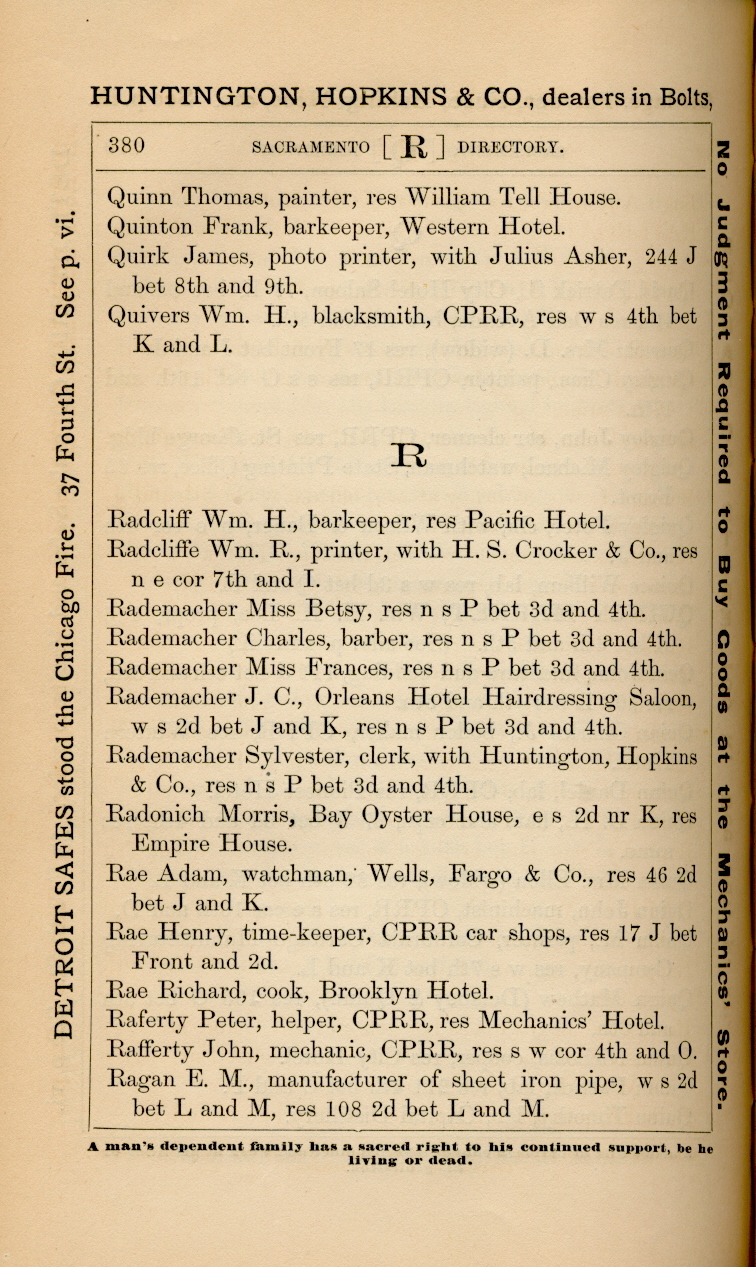 HUNTINGTON, HOPKINS & CO., dealers in Bolts,
380 SACRAMENTO [ R ] DIRECTORY.
Quinn Thomas, painter, res William Tell House.
Quinton Frank, barkeeper, Western Hotel.
Quirk James, photo printer, with Julius Asher, 244 J
bet 8th and 9th.
Quivers Wm. H., blacksmith, CPRR, res w s 4th bet
K and L.
R
Radcliff Wm. H., barkeeper, res Pacific Hotel.
Radcliffe Wm. R., printer, with H. S. Crocker & Co., res
n e cor 7th and I.
Rademacher Miss Betsy, res n s P bet 3d and 4th.
Rademacher Charles, barber, res n s P bet 3d and 4th.
Rademacher Miss Frances, res n s P bet 3d and 4th.
Rademacher J. C., Orleans Hotel Hairdressing Saloon,
w s 2d bet J and K, res n s P bet 3d and 4th.
Rademacher Sylvester, clerk, with Huntington, Hopkins
& Co., res n s P bet 3d and 4th.
Radonich Morris, Bay Oyster House, e s 2d nr K, res
Empire House.
Rae Adam, watchman, Wells, Fargo & Co., res 46 2d
bet J and K.
Rae Henry, time-keeper, CPRR car shops, res 17 J bet
Front and 2d.
Rae Richard, cook, Brooklyn Hotel.
Raferty Peter, helper, CPRR, res Mechanics' Hotel.
Rafferty John, mechanic, CPRR, res s w cor 4th and O.
Ragan E. M., manufacturer of sheet iron pipe, w s 2d
bet L and M, res 108 2d bet L and M.
A man's dependent family has a sacred right to his continued support, be he
living or dead.
DETROIT SAFES stood the Chicago Fire. 37 Fourth St. See p. vi.
No Judgment Required to Buy Goods at the Mechanics' Store.